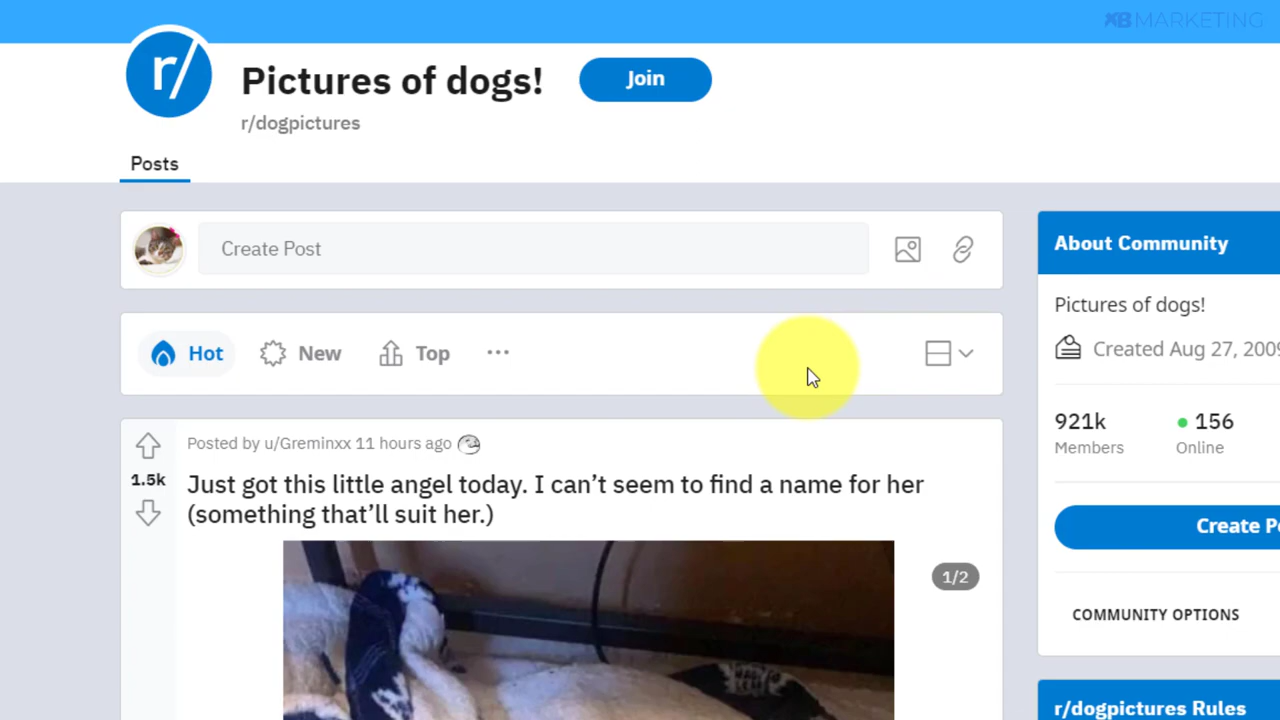 XB MARKETING
r/
Pictures of dogs!
Join
r/dogpictures
Posts
Create Post
Hot
New
Top
Posted by u/Greminxx 11 hours ago
1.5k
Just got this little angel today. I can’t seem to find a name for her
(something that’ll suit her.)
1/2
About Community
Pictures of dogs!
Created Aug 27, 2009
921k
156
Members
Online
Create P
COMMUNITY OPTIONS
r/dogpictures Rules